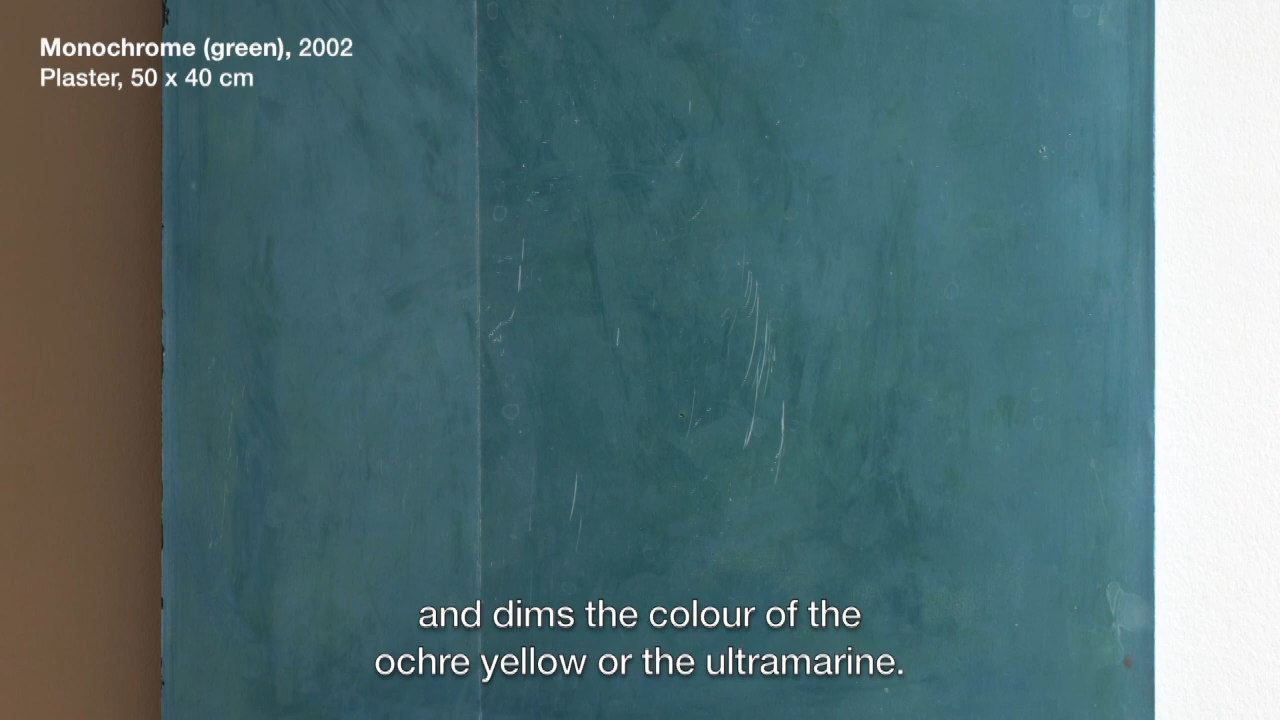 Monochrome (green), 2002
Plaster, 50 x 40 cm
and dims the colour of the
ochre yellow or the ultramarine.